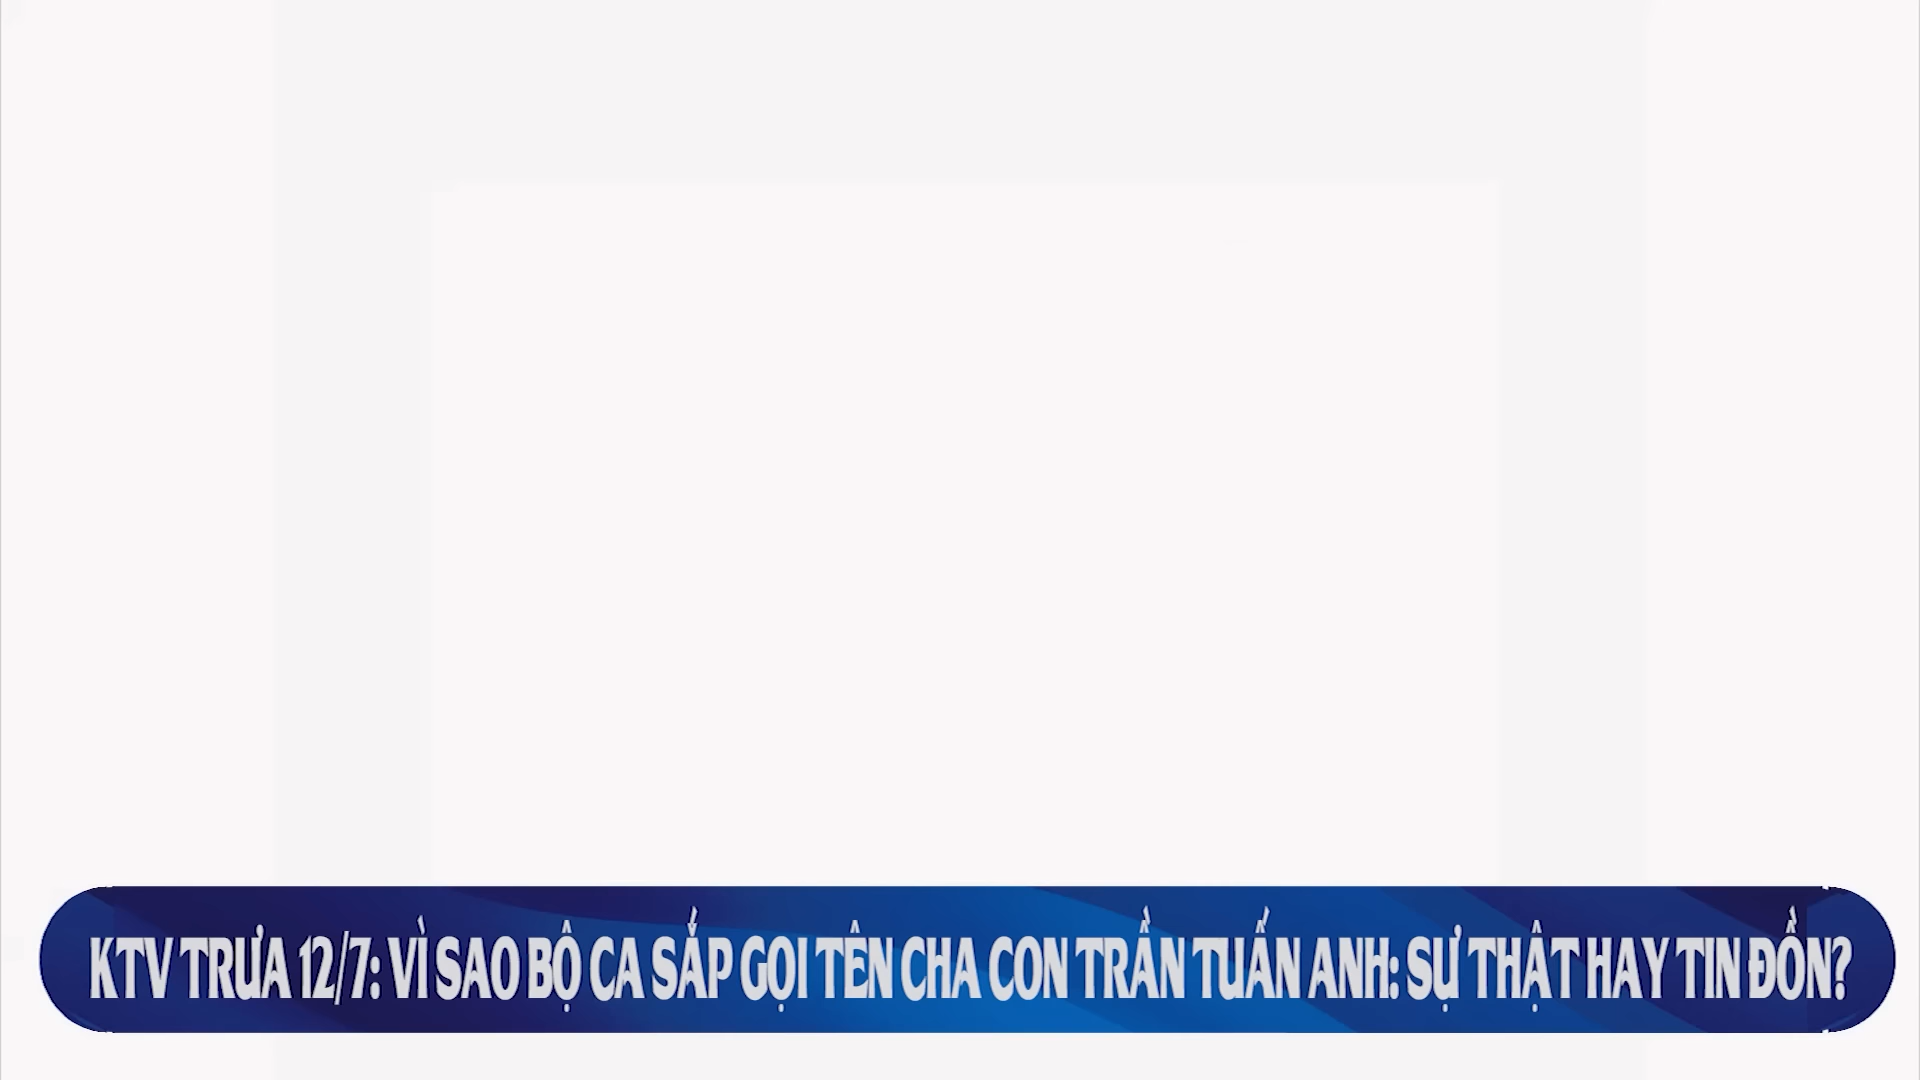 KTV TRƯA 12/7: VÌ SAO BỘ CA SẮP GỌI TÊN CHA CON TRẦN TUẤN ANH: SỰ THẬT HAY TIN ĐỒN?